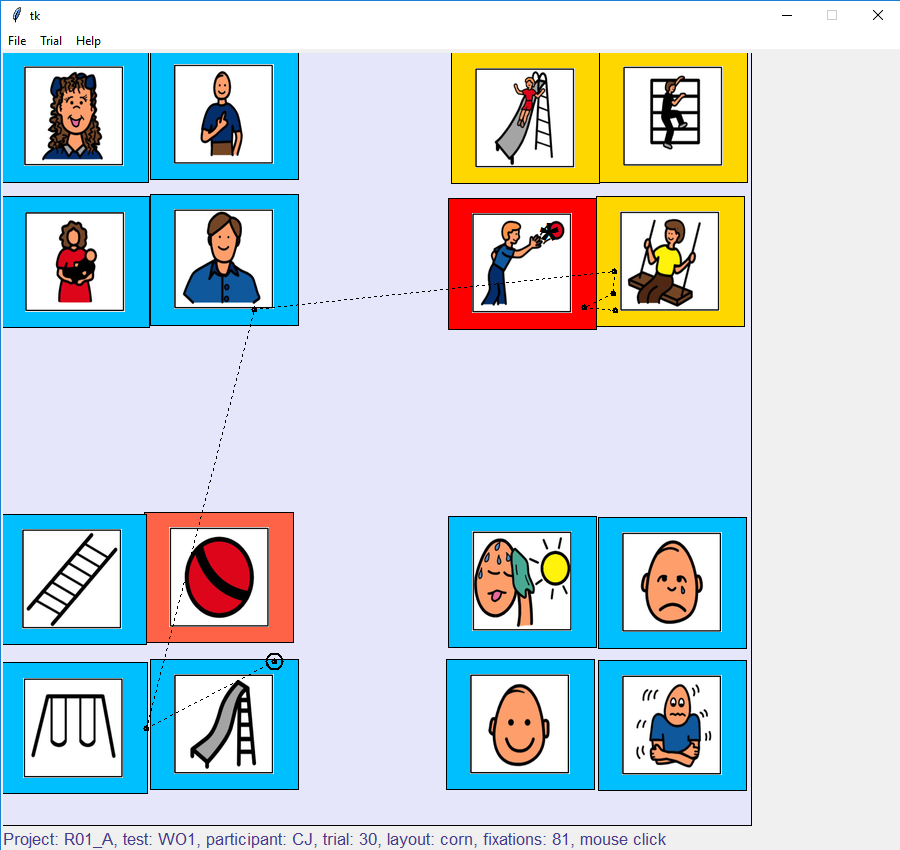 tk
File Trial Help
Project: R01_A, test: WO1, participant: CJ, trial: 30, layout: corn, fixations: 81, mouse click